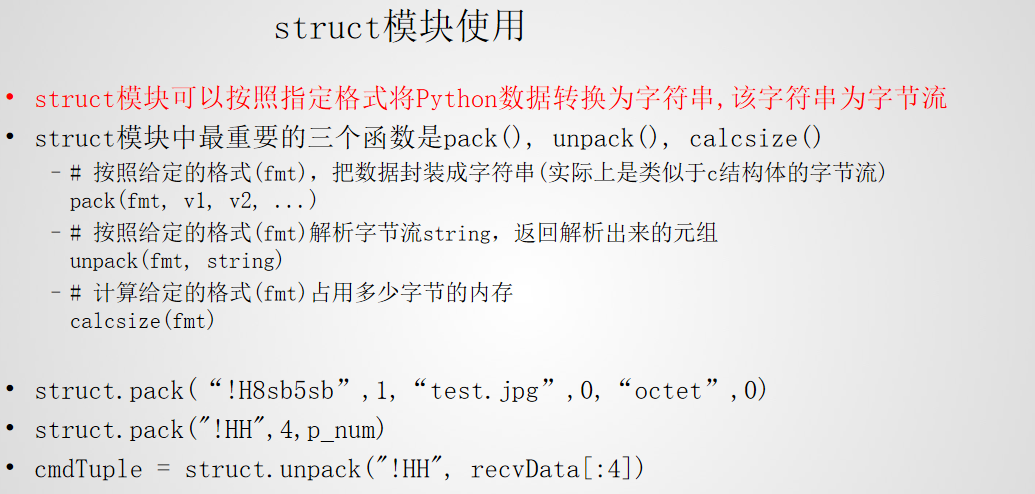 struct模块使用
• struct模块可以按照指定格式将Python数据转换为字符串,该字符串为字节流
• struct模块中最重要的三个函数是pack(), unpack(), calcsize()
– # 按照给定的格式(fmt)，把数据封装成字符串(实际上是类似于c结构体的字节流)
pack(fmt, v1, v2, ...)
– # 按照给定的格式(fmt)解析字节流string，返回解析出来的元组
unpack(fmt, string)
– # 计算给定的格式(fmt)占用多少字节的内存
calcsize(fmt)
• struct.pack(“!H8sb5sb”,1,“test.jpg”,0,“octet”,0)
• struct.pack("!HH",4,p_num)
• cmdTuple = struct.unpack("!HH", recvData[:4])